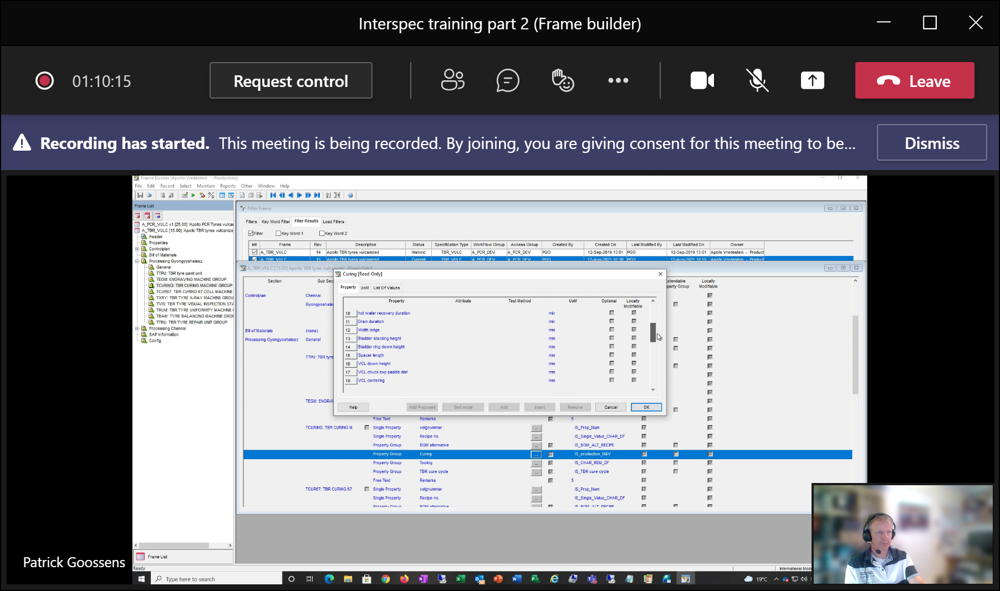 Interspec training part 2 (Frame builder)
01:10:15
Request control
Leave
Recording has started. This meeting is being recorded. By joining, you are giving consent for this meeting to be...
Dismiss
Frame Builder (Apollo Vredestein - Production)
File Edit Record Select Maintain Reports Other Window Help
Frame List
A_PCR_VULC v1 [25.00] 'Apollo PCR Tyres vulcan
A_TBR_VULC [15.00] 'Apollo TBR tyres vulcanize
Header
Properties
Controlplan
Bill of Materials
Processing Gyongyoshalasz
General
TTPU: TBR tyre paint unit
TEGM: ENGRAVING MACHINE GROUP
TCURING: TBR CURING MACHINE GROUP
TCUR67: TBR CURING 67 COLL MACHINE
TXRY: TBR TYRE X-RAY MACHINE GROU
TVIS: TBR TYRE VISUAL INSPECTION STA
TRUM: TBR TYRE UNIFORMITY MACHINE
TBAM: TYRE BALANCING MACHINE GRO
TTRU: TBR TYRE REPAIR UNIT GROUP
Processing Chennai
SAP information
Config
Filter Frame
Filters Key Word Filter Filter Results Load Filters
Filter Key Word 1 Key Word 2
Intl. Frame Rev. Description Status Specification Type WorkFlow Group Access Group Created By Created On Last Modified By Last Modified On Owner
A_TBR_VULC 14 Apollo TBR tyres vulcanized Historic TBR_VULC A_PCR_DEV A_PCR_DEV PGO 12-Sep-2019 13:01 PGO 12-Sep-2019 13:01 Apollo Vredestein - Product
A_TBR_VULC 15 Apollo TBR tyres vulcanized Current TBR_VULC A_PCR_DEV A_PCR_DEV PGO 12-Aug-2021 16:38 PGO 12-Aug-2021 16:55 Apollo Vredestein - Product
A_TBR_VULC [15.00] Apollo TBR tyres vulcanized [Read-Only]
Section Sub Sec
Extendable
perty Group
Locally
Modifiable
Controlplan Chennai
Gyongyoshalas
Bill of Materials (none)
Processing Gyongyoshalasz General
TTPU: TBR tyre
TEGM: ENGRA
Curing [Read-Only]
Property UoM List Of Values
Property Attribute Test Method UoM Optional Locally
Modifiable
10 hot water recovery duration min
11 Drain duration min
12 Width ledge mm
13 Bladder stacking height mm
14 Bladder ring down height mm
15 Spacer length mm
16 VCL down height mm
17 VCL chuck exp paddle dist. mm
18 VCL centering mm
Help Add Proposed Sort mode Add Insert Remove Cancel OK
Free Text Remarks 5
TCURING: TBR CURING M. Single Property volgnummer ... IS_Prop_Num
Single Property Recipe no. ... IS_Single_Value_CHAR_DF
Property Group BOM alternative ... IS_BOM_ALT_RECIPE
Property Group Curing ... IS_production_B&V
Property Group Tooling ... IS_CHAR_REM_DF
Property Group TBR cure cycle ... IS_TBR cure cycle
Free Text Remarks 5
TCUR67: TBR CURING 67 Single Property volgnummer ... IS_Prop_Num
Single Property Recipe no. ... IS_Single_Value_CHAR_DF
Property Group BOM alternative IS_BOM_ALT_RECIPE
Frame List
Ready
International Mode
Patrick Goossens
Type here to search
19°C